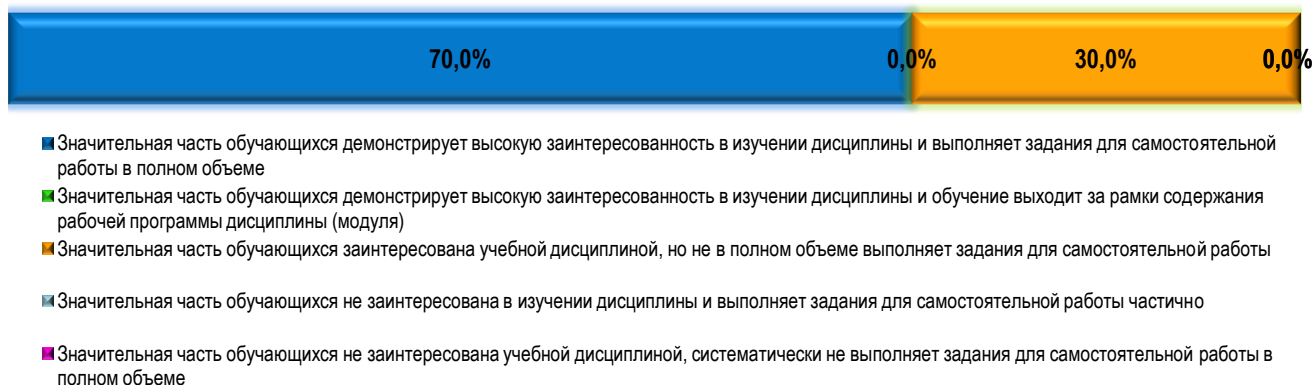 70,0% 0,0% 30,0% 0,0%
Значительная часть обучающихся демонстрирует высокую заинтересованность в изучении дисциплины и выполняет задания для самостоятельной
работы в полном объеме
Значительная часть обучающихся демонстрирует высокую заинтересованность в изучении дисциплины и обучение выходит за рамки содержания
рабочей программы дисциплины (модуля)
Значительная часть обучающихся заинтересована учебной дисциплиной, но не в полном объеме выполняет задания для самостоятельной работы
Значительная часть обучающихся не заинтересована в изучении дисциплины и выполняет задания для самостоятельной работы частично
Значительная часть обучающихся не заинтересована учебной дисциплиной, систематически не выполняет задания для самостоятельной работы в
полном объеме